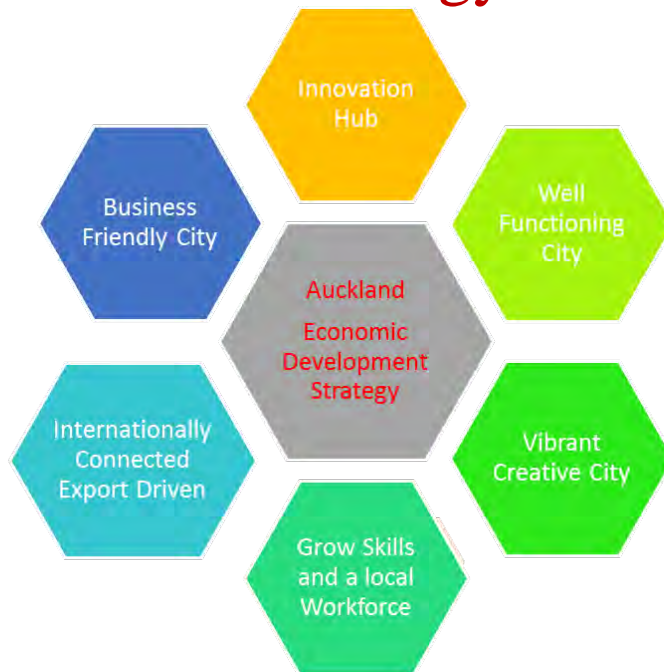 Innovation
Hub
Business
Friendly City
Well
Functioning
City
Auckland
Economic
Development
Strategy
Internationally
Connected
Export Driven
Vibrant
Creative City
Grow Skills
and a local
Workforce